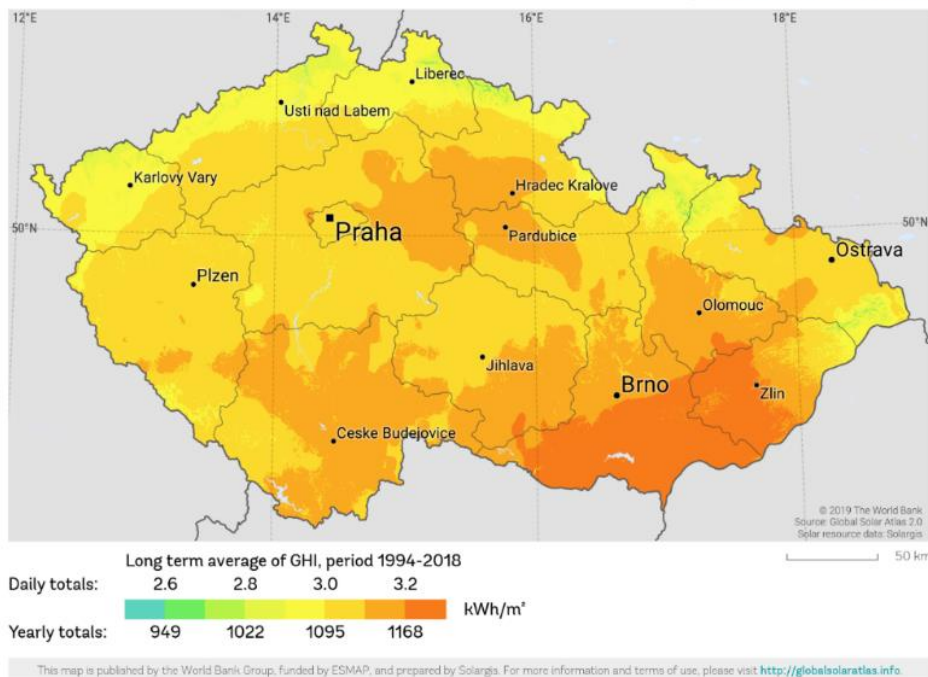 12°E 14°E 16°E 18°E
Liberec
Usti nad Labem
Karlovy Vary
Hradec Kralove
50°N Praha Pardubice 50°N
Ostrava
Plzen
Olomouc
Jihlava
Brno
Zlin
Ceske Budejovice
© 2019 The World Bank
Source: Global Solar Atlas 2.0
Solar resource data: Solargis
50 km
Long term average of GHI, period 1994-2018
Daily totals: 2.6 2.8 3.0 3.2
kWh/m²
Yearly totals: 949 1022 1095 1168
This map is published by the World Bank Group, funded by ESMAP, and prepared by Solargis. For more information and terms of use, please visit http://globalsolaratlas.info.